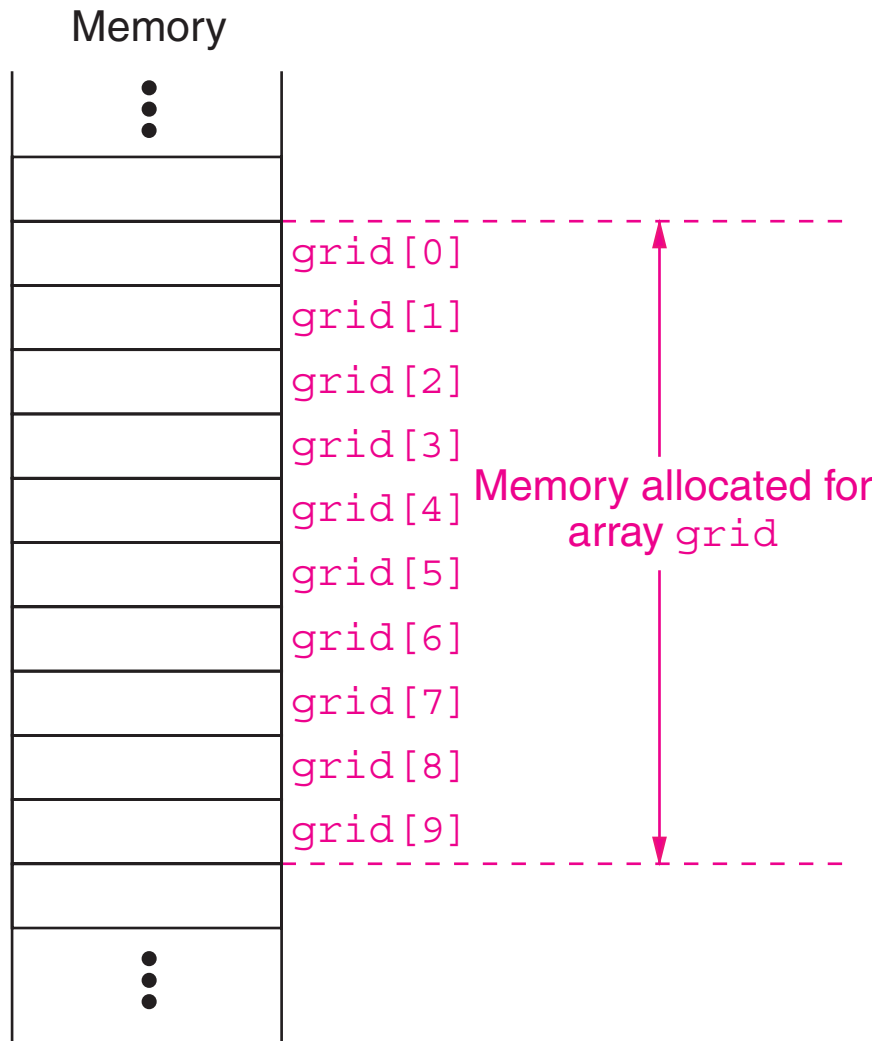 Memory
grid[0]
grid[1]
grid[2]
grid[3]
grid[4]
grid[5]
grid[6]
grid[7]
grid[8]
grid[9]
Memory allocated for
array grid